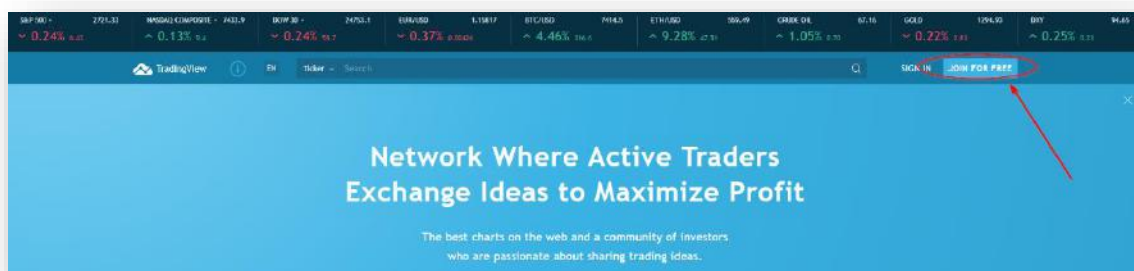 S&P 500 2721.33 NASDAQ COMPOSITE 7433.9 DOW 30 24753.1 EUR/USD 1.15817 BTC/USD 7414.5 ETH/USD CRUDE OIL 67.16 GOLD 1294.93 DXY 94.65
0.24% 0.13% 0.24% 0.37% 4.46% 9.28% 1.05% 0.22% 0.25%
TradingView EN Ticker Search SIGN IN JOIN FOR FREE
Network Where Active Traders
Exchange Ideas to Maximize Profit
The best charts on the web and a community of investors
who are passionate about sharing trading ideas.